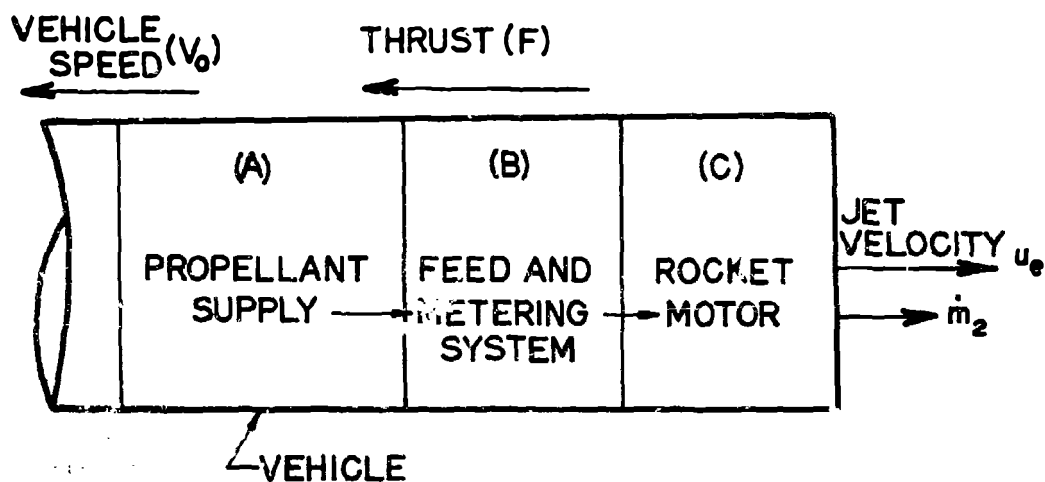 VEHICLE
SPEED (V₀)
THRUST (F)
(A)
(B)
(C)
PROPELLANT
SUPPLY
FEED AND
METERING
SYSTEM
ROCKET
MOTOR
JET
VELOCITY uₑ
ṁ₂
VEHICLE